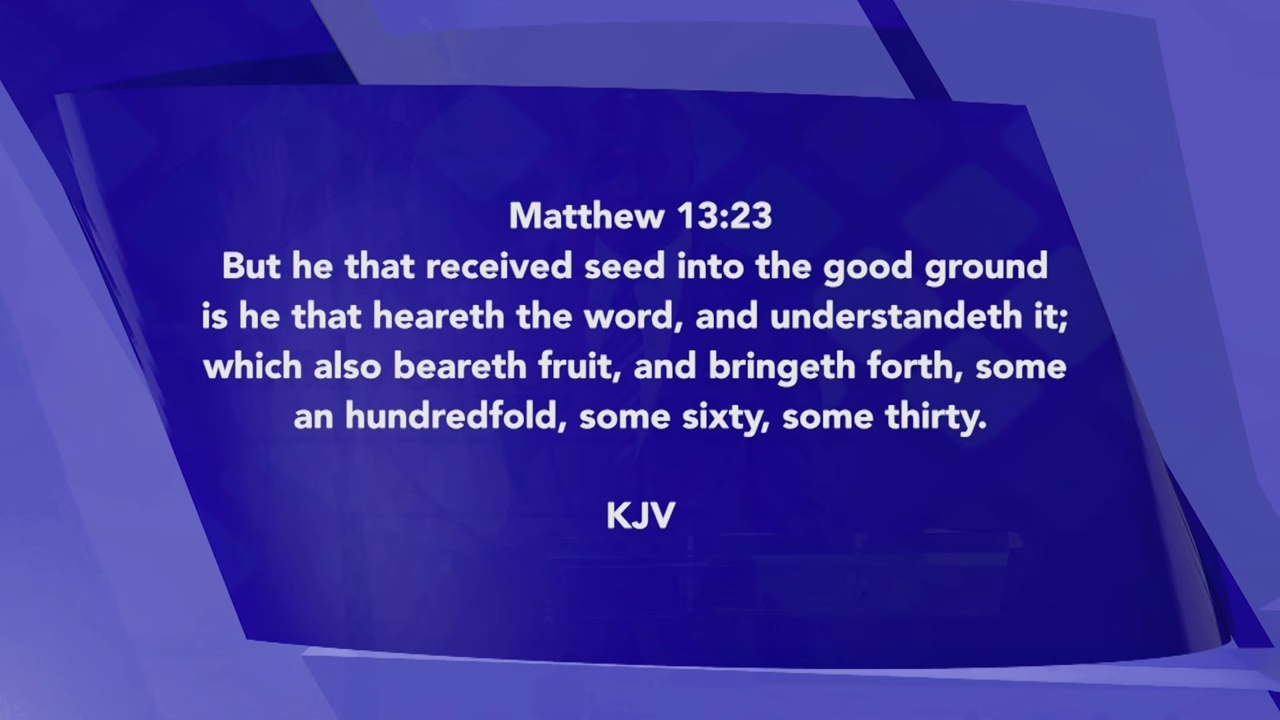 Matthew 13:23
But he that received seed into the good ground
is he that heareth the word, and understandeth it;
which also beareth fruit, and bringeth forth, some
an hundredfold, some sixty, some thirty.
KJV